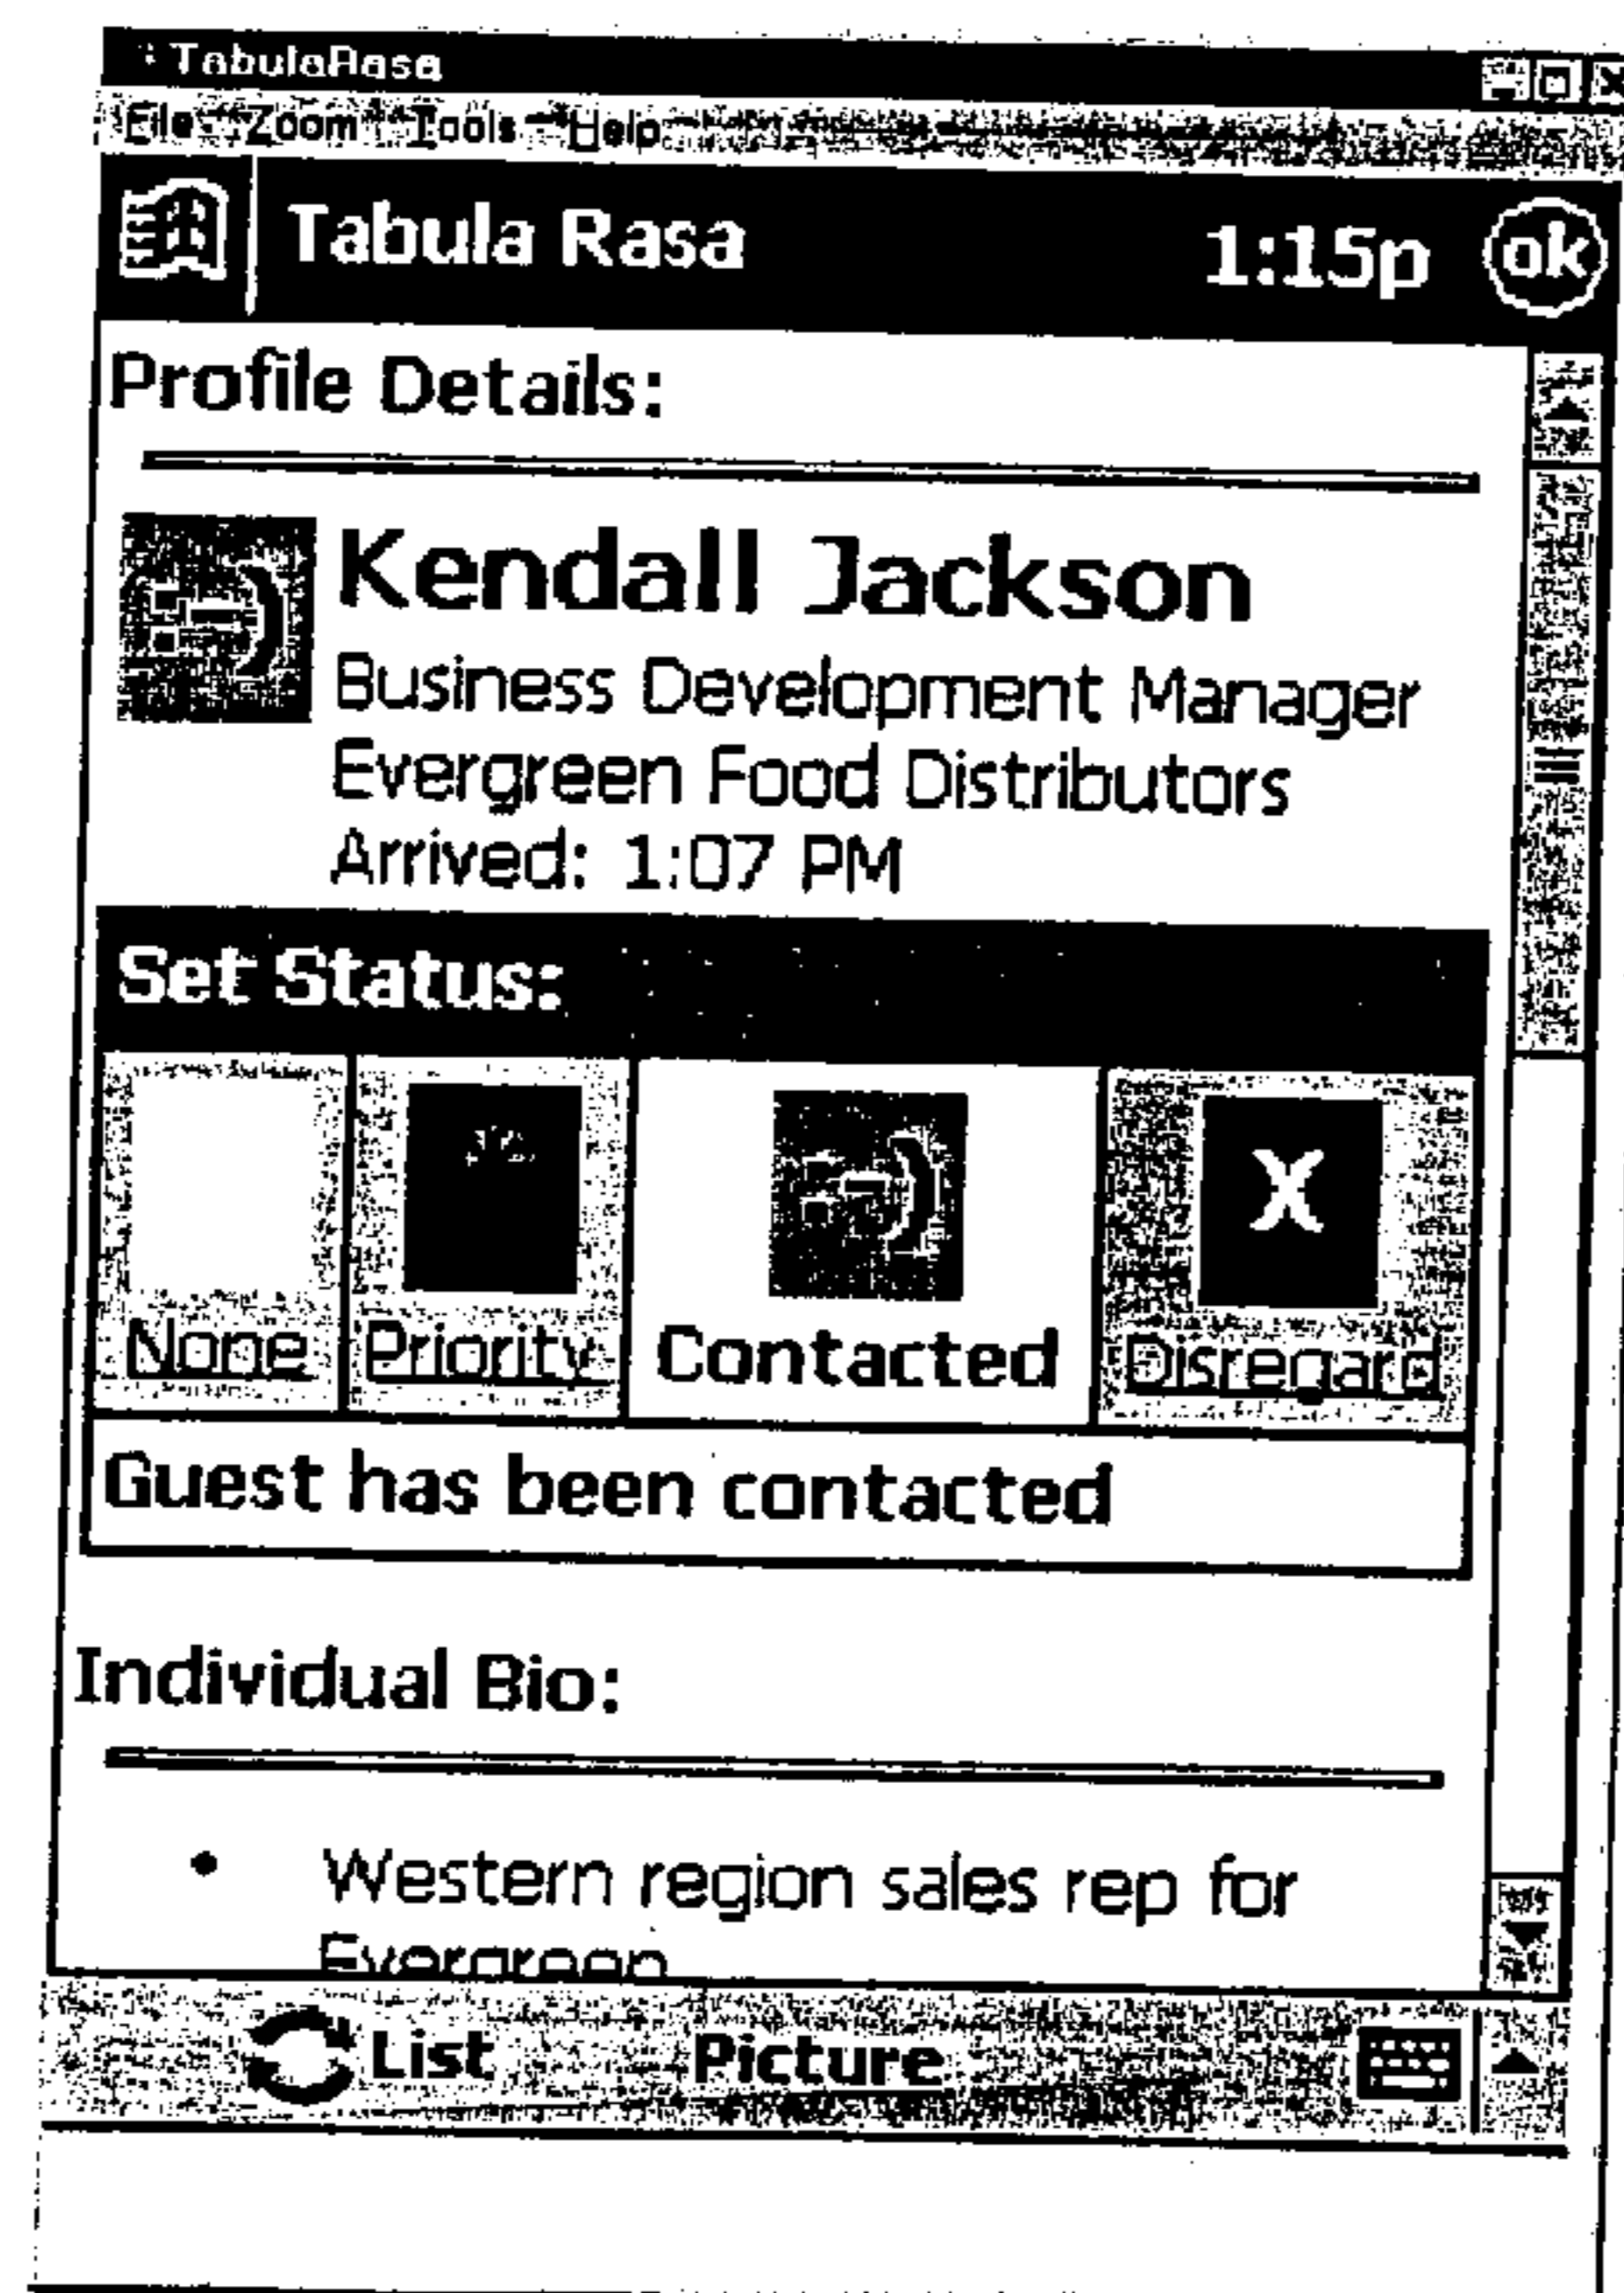 TabulaRasa
File Zoom Tools Help
Tabula Rasa 1:15p ok
Profile Details:
:-) Kendall Jackson
Business Development Manager
Evergreen Food Distributors
Arrived: 1:07 PM
Set Status:
:-) X
None Priority Contacted Disregard
Guest has been contacted
Individual Bio:
• Western region sales rep for
Evergreen
List Picture